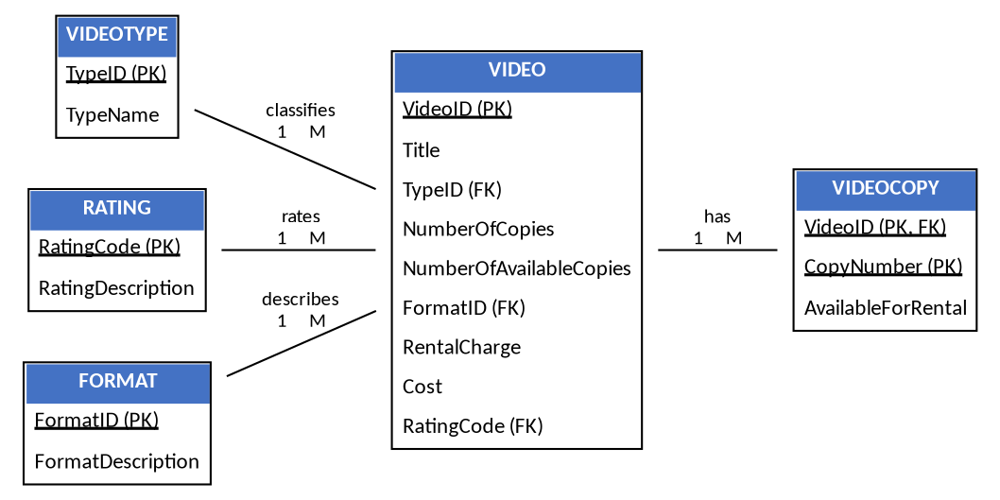 VIDEOTYPE
TypeID (PK)
TypeName
classifies
1 M
RATING
RatingCode (PK)
RatingDescription
rates
1 M
FORMAT
FormatID (PK)
FormatDescription
describes
1 M
VIDEO
VideoID (PK)
Title
TypeID (FK)
NumberOfCopies
NumberOfAvailableCopies
FormatID (FK)
RentalCharge
Cost
RatingCode (FK)
has
1 M
VIDEOCOPY
VideoID (PK, FK)
CopyNumber (PK)
AvailableForRental